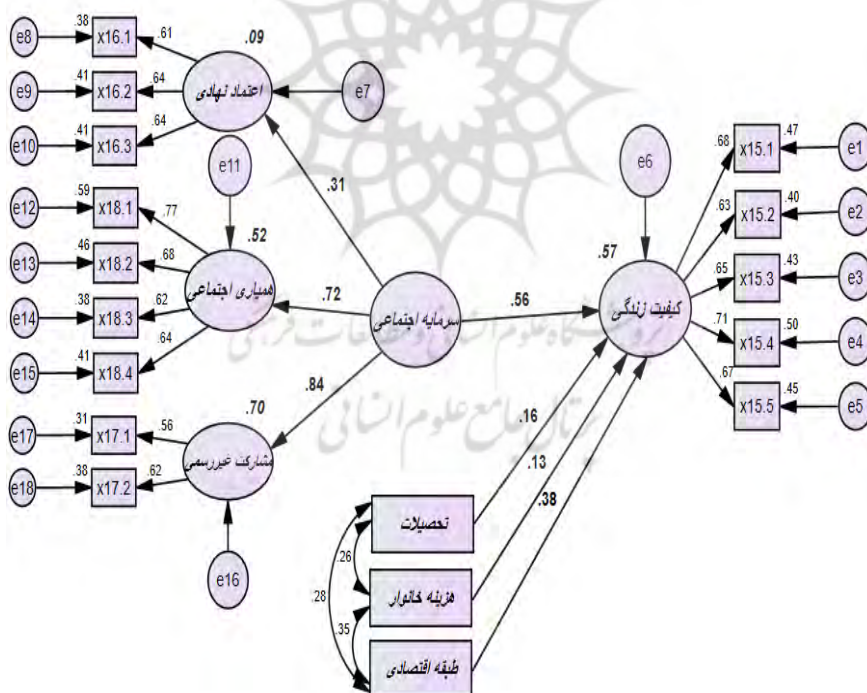 e8
.38
x16.1
.61
.09
e9
.41
x16.2
.64
اعتماد نهادی
e7
e10
.41
x16.3
.64
e11
.31
e12
.59
x18.1
.77
.52
e13
.46
x18.2
.68
همیاری اجتماعی
.72
e14
.38
x18.3
.62
e15
.41
x18.4
.64
سرمایه اجتماعی
.56
.84
e17
.31
x17.1
.56
.70
مشارکت غیررسمی
e18
.38
x17.2
.62
e16
e6
.57
کیفیت زندگی
.68
x15.1
.47
e1
.63
x15.2
.40
e2
.65
x15.3
.43
e3
.71
x15.4
.50
e4
.67
x15.5
.45
e5
.16
.13
.38
تحصیلات
.26
هزینه خانوار
.28
.35
طبقه اقتصادی
پرتال جامع علوم انسانی